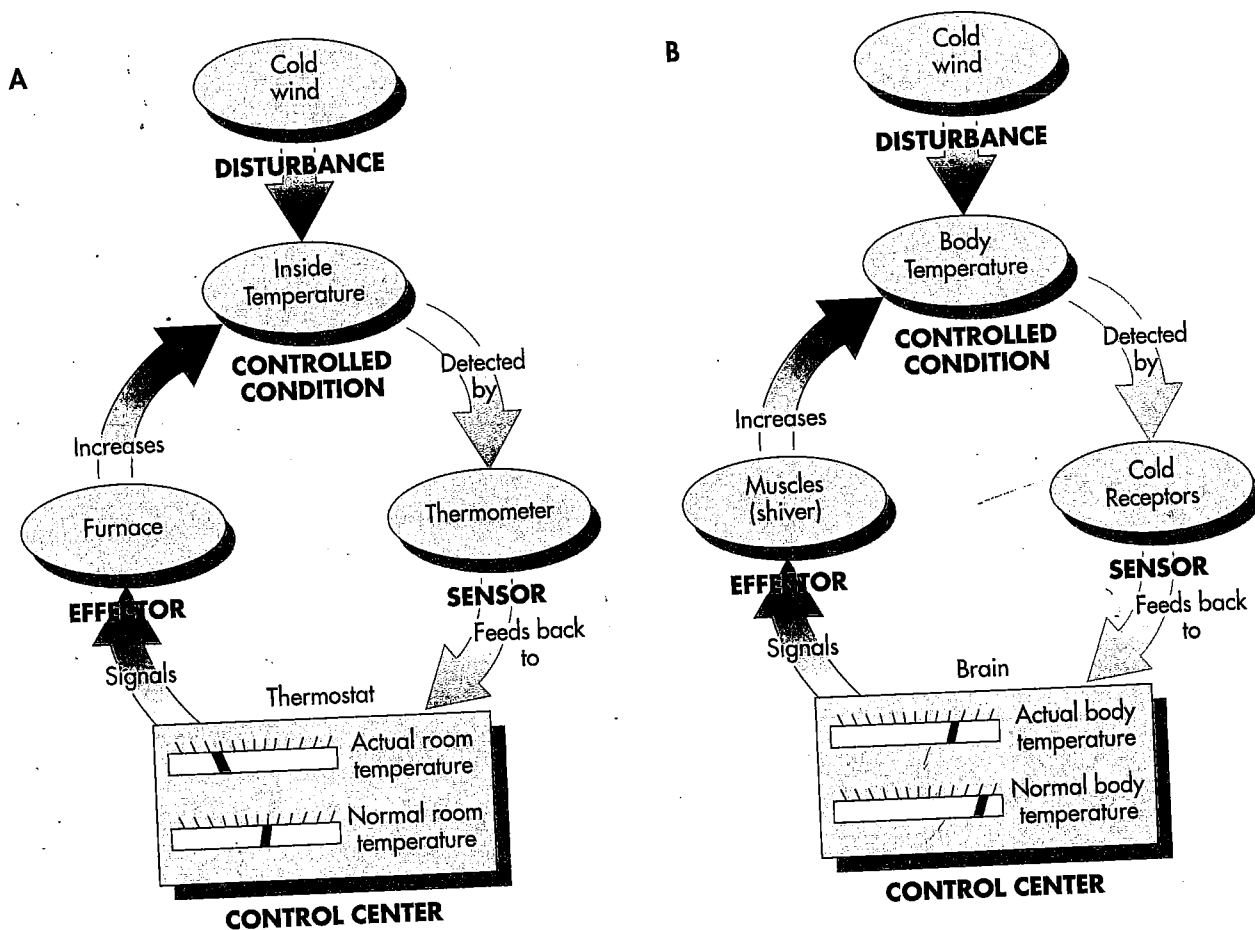 A
Cold
wind
DISTURBANCE
Inside
Temperature
CONTROLLED
CONDITION
Detected
by
Increases
Furnace
Thermometer
EFFECTOR
SENSOR
Feeds back
to
Signals
Thermostat
Actual room
temperature
Normal room
temperature
CONTROL CENTER
B
Cold
wind
DISTURBANCE
Body
Temperature
CONTROLLED
CONDITION
Detected
by
Increases
Muscles
(shiver)
Cold
Receptors
EFFECTOR
SENSOR
Feeds back
to
Signals
Brain
Actual body
temperature
Normal body
temperature
CONTROL CENTER